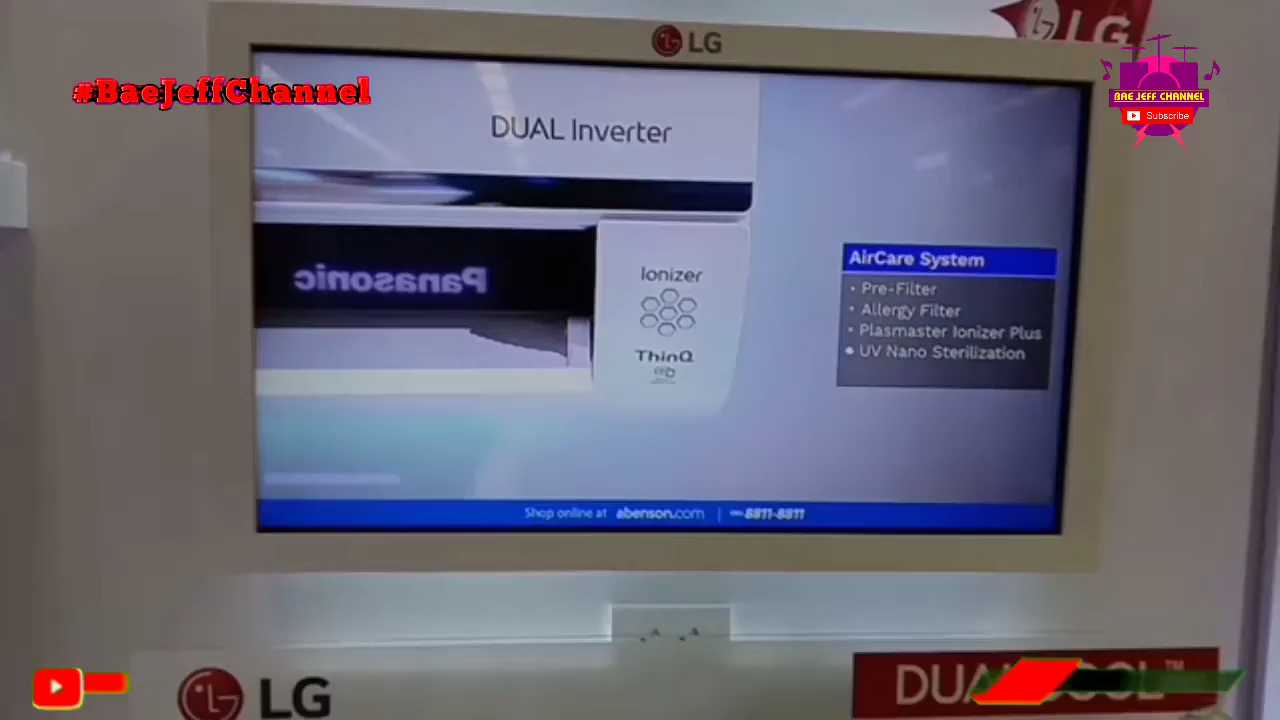 LG
LG
#BaeJeffChannel
BAE JEFF CHANNEL
Subscribe
DUAL Inverter
Panasonic
Ionizer
ThinQ
AirCare System
• Pre-Filter
• Allergy Filter
• Plasmaster Ionizer Plus
• UV Nano Sterilization
Shop online at abenson.com | 8811-8811
LG